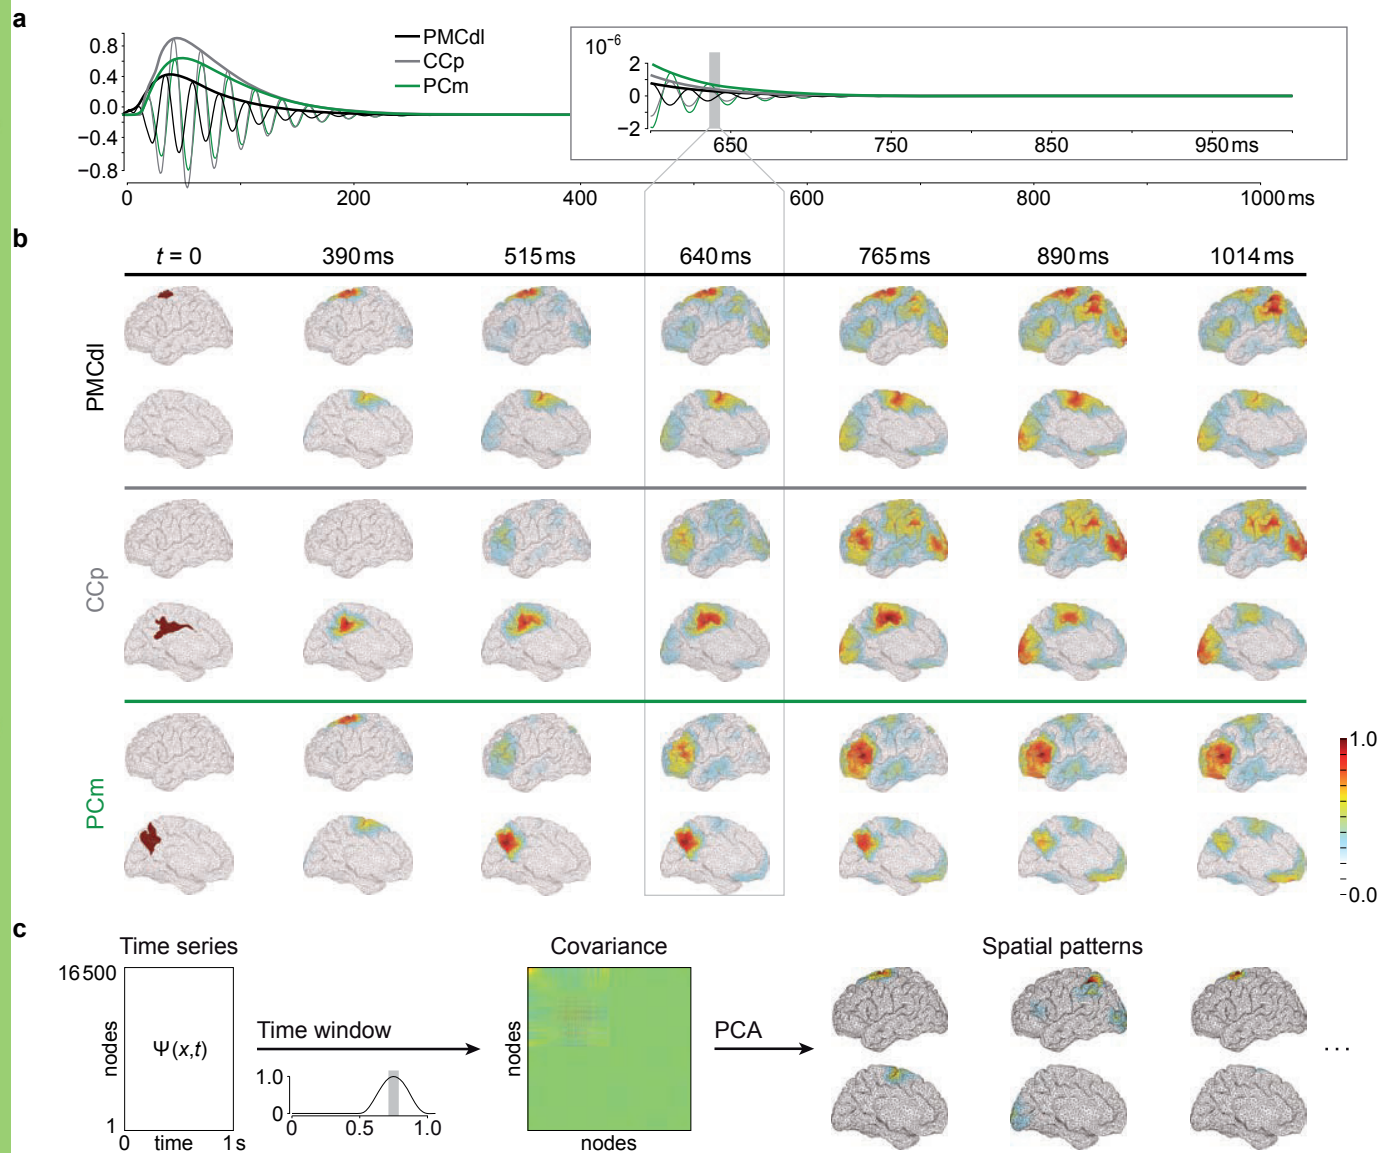 a
PMCdl
CCp
PCm
0.8
0.4
0.0
−0.4
−0.8
0 200 400 600 800 1000 ms
10⁻⁶
2
0
−2
650 750 850 950 ms
b
t = 0 390 ms 515 ms 640 ms 765 ms 890 ms 1014 ms
PMCdl
CCp
PCm
1.0
0.0
c
Time series Covariance Spatial patterns
16 500
nodes
Ψ(x,t)
1
0 time 1 s
Time window
1.0
0
0 0.5 1.0
nodes
nodes
PCA
...